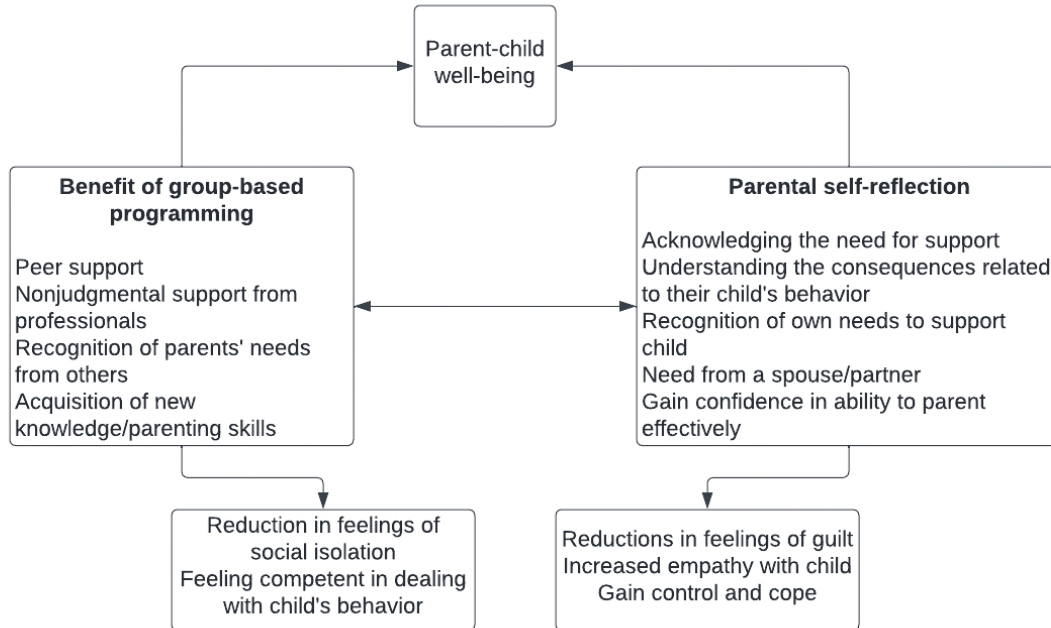 Parent-child
well-being
Benefit of group-based
programming
Peer support
Nonjudgmental support from
professionals
Recognition of parents' needs
from others
Acquisition of new
knowledge/parenting skills
Parental self-reflection
Acknowledging the need for support
Understanding the consequences related
to their child's behavior
Recognition of own needs to support
child
Need from a spouse/partner
Gain confidence in ability to parent
effectively
Reduction in feelings of
social isolation
Feeling competent in dealing
with child's behavior
Reductions in feelings of guilt
Increased empathy with child
Gain control and cope